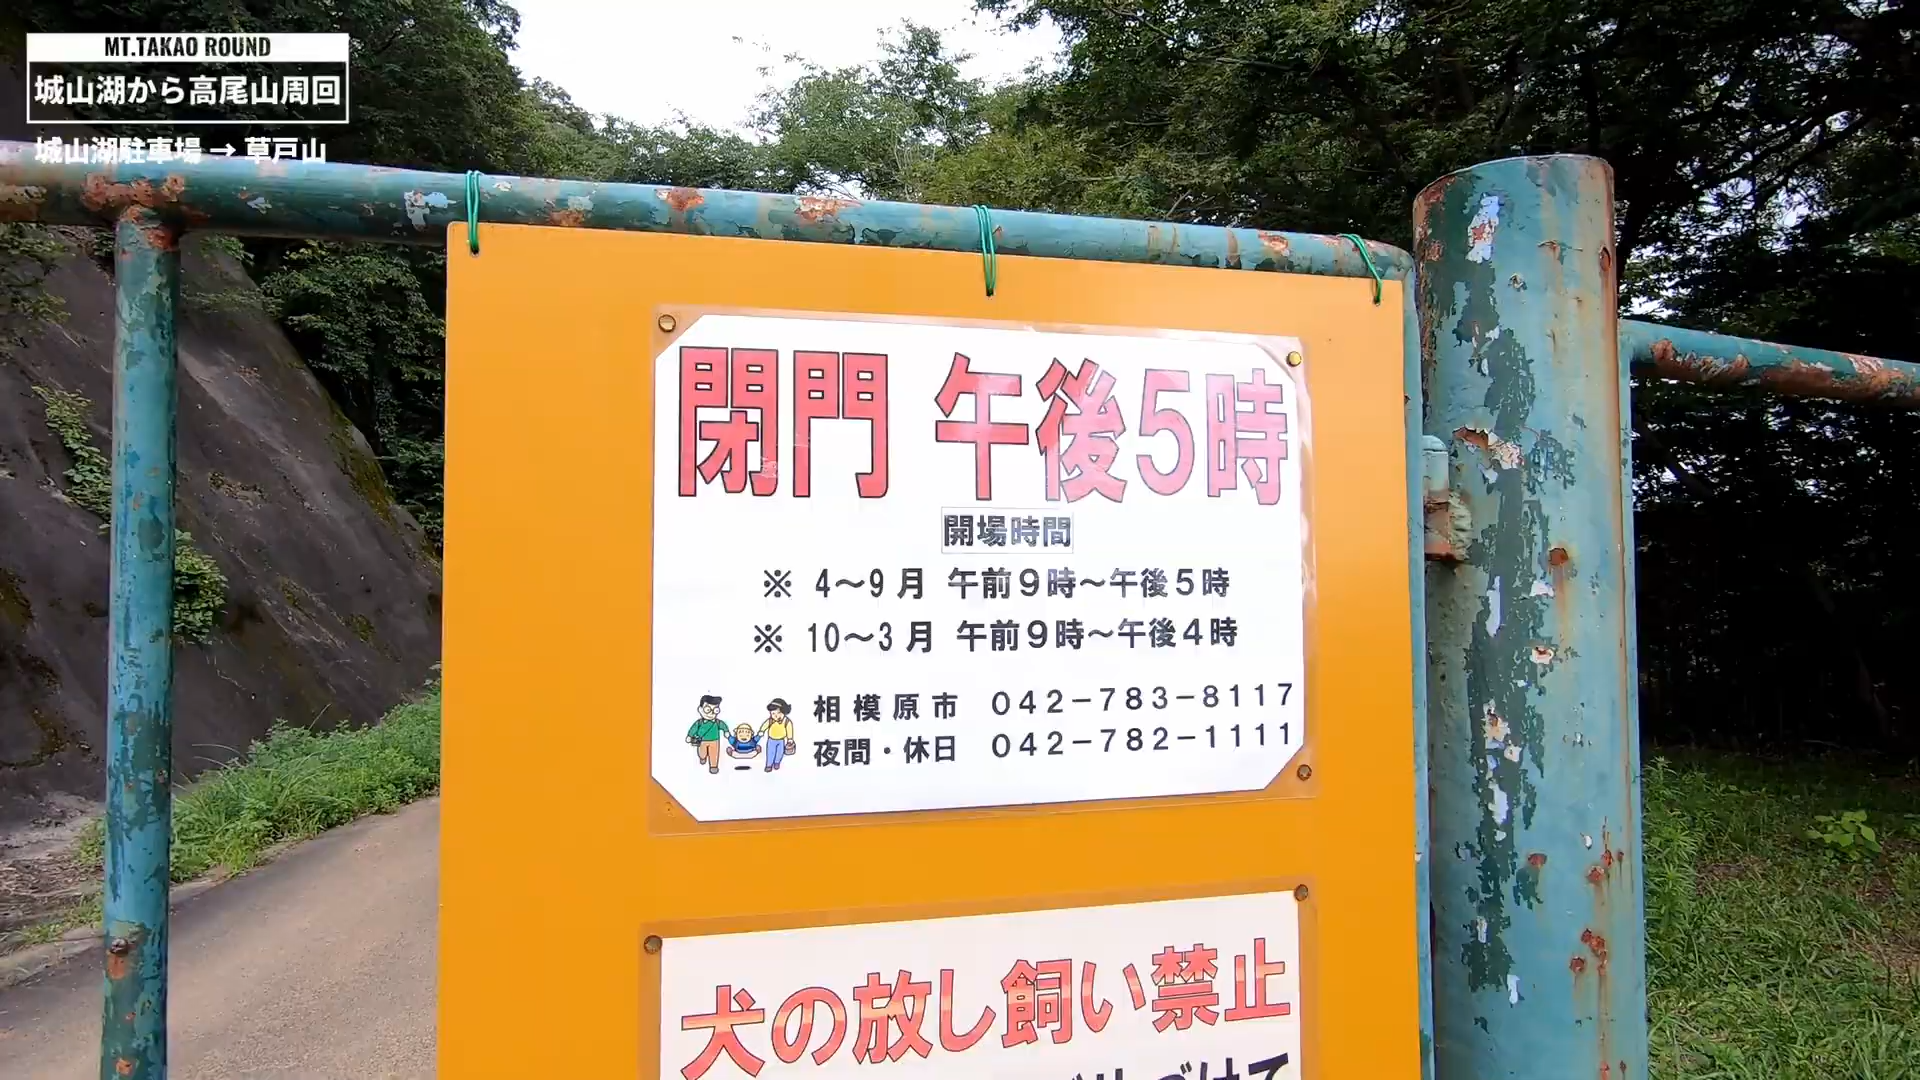 MT.TAKAO ROUND
城山湖から高尾山周回
城山湖駐車場 → 草戸山
閉門 午後5時
開場時間
※ 4～9月 午前9時～午後5時
※ 10～3月 午前9時～午後4時
相模原市 042-783-8117
夜間・休日 042-782-1111
犬の放し飼い禁止